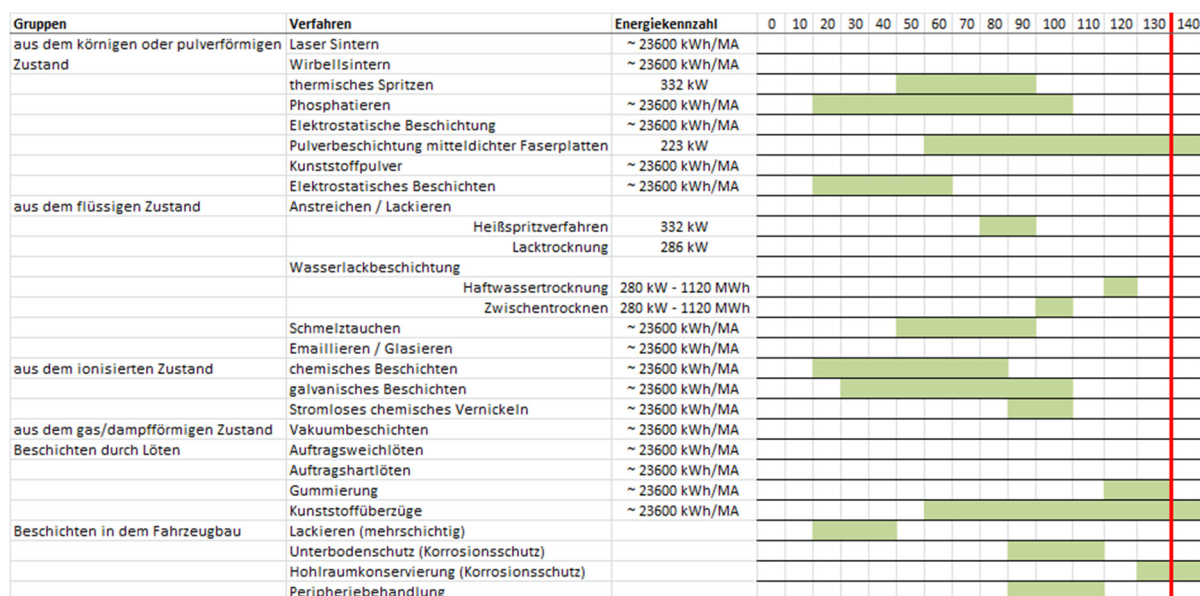 Gruppen Verfahren Energiekennzahl 0 10 20 30 40 50 60 70 80 90 100 110 120 130 140
aus dem körnigen oder pulverförmigen Laser Sintern ~ 23600 kWh/MA
Zustand Wirbellsintern ~ 23600 kWh/MA
thermisches Spritzen 332 kW
Phosphatieren ~ 23600 kWh/MA
Elektrostatische Beschichtung ~ 23600 kWh/MA
Pulverbeschichtung mitteldichter Faserplatten 223 kW
Kunststoffpulver ~ 23600 kWh/MA
Elektrostatisches Beschichten ~ 23600 kWh/MA
aus dem flüssigen Zustand Anstreichen / Lackieren
Heißspritzverfahren 332 kW
Lacktrocknung 286 kW
Wasserlackbeschichtung
Haftwassertrocknung 280 kW - 1120 MWh
Zwischentrocknen 280 kW - 1120 MWh
Schmelztauchen ~ 23600 kWh/MA
Emaillieren / Glasieren ~ 23600 kWh/MA
aus dem ionisierten Zustand chemisches Beschichten ~ 23600 kWh/MA
galvanisches Beschichten ~ 23600 kWh/MA
Stromloses chemisches Vernickeln ~ 23600 kWh/MA
aus dem gas/dampfförmigen Zustand Vakuumbeschichten ~ 23600 kWh/MA
Beschichten durch Löten Auftragsweichlöten ~ 23600 kWh/MA
Auftragshartlöten ~ 23600 kWh/MA
Gummierung ~ 23600 kWh/MA
Kunststoffüberzüge ~ 23600 kWh/MA
Beschichten in dem Fahrzeugbau Lackieren (mehrschichtig)
Unterbodenschutz (Korrosionsschutz)
Hohlraumkonservierung (Korrosionsschutz)
Peripheriebehandlung